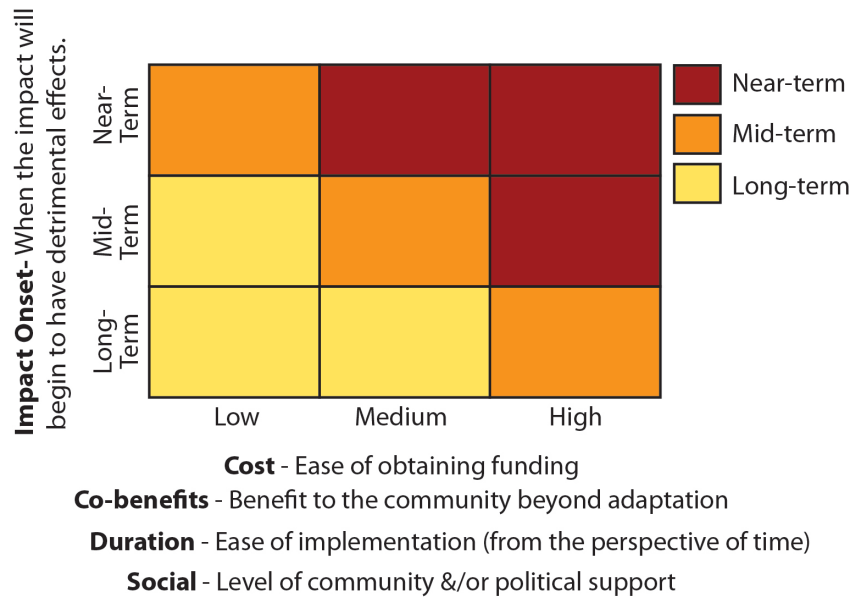 Impact Onset- When the impact will
begin to have detrimental effects.
Near-
Term
Mid-
Term
Long-
Term
Low
Medium
High
Near-term
Mid-term
Long-term
Cost - Ease of obtaining funding
Co-benefits - Benefit to the community beyond adaptation
Duration - Ease of implementation (from the perspective of time)
Social - Level of community &/or political support